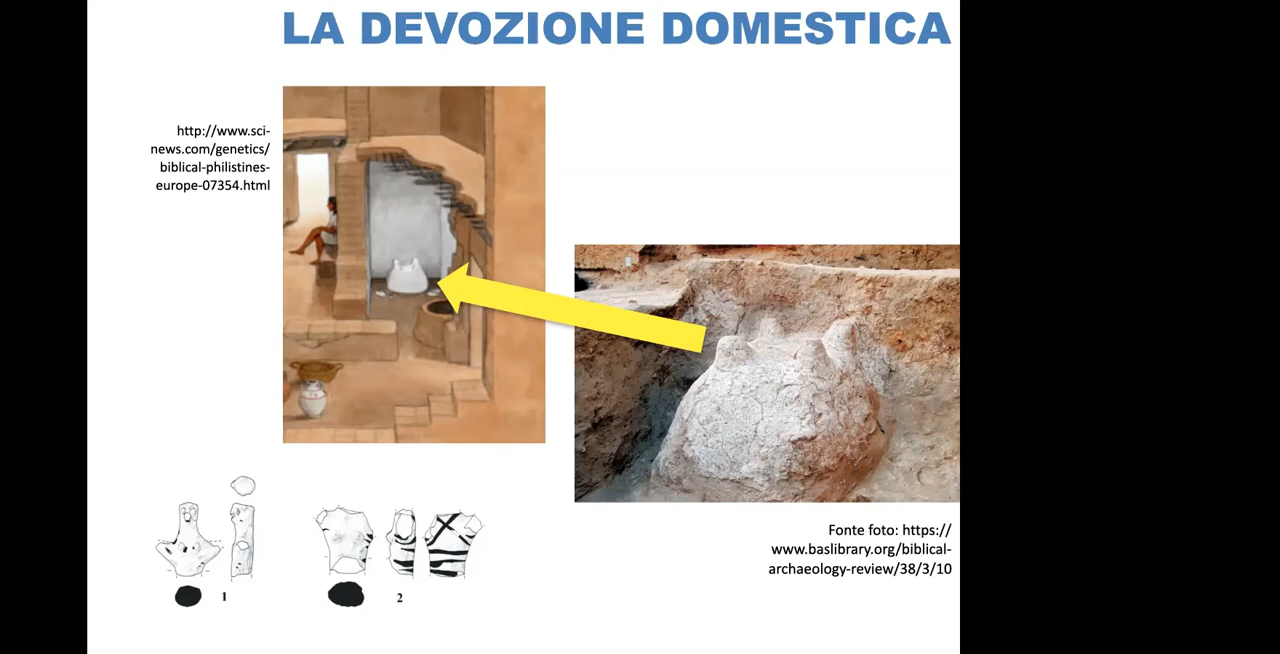 LA DEVOZIONE DOMESTICA
http://www.sci-
news.com/genetics/
biblical-philistines-
europe-07354.html
Fonte foto: https://
www.baslibrary.org/biblical-
archaeology-review/38/3/10
1
2